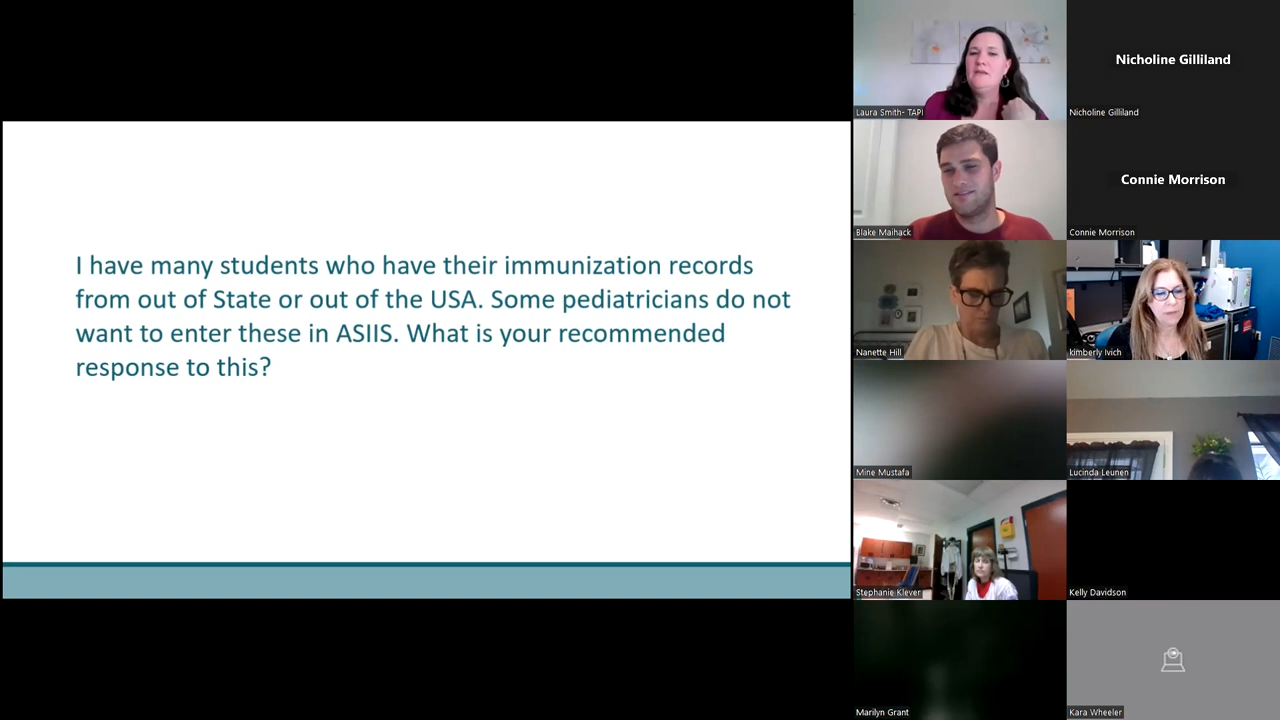 I have many students who have their immunization records
from out of State or out of the USA. Some pediatricians do not
want to enter these in ASIIS. What is your recommended
response to this?
Laura Smith- TAPI
Nicholine Gilliland
Nicholine Gilliland
Blake Maihack
Connie Morrison
Connie Morrison
Nanette Hill
kimberly Ivich
Mine Mustafa
Lucinda Leunen
Stephanie Klever
Kelly Davidson
Marilyn Grant
Kara Wheeler